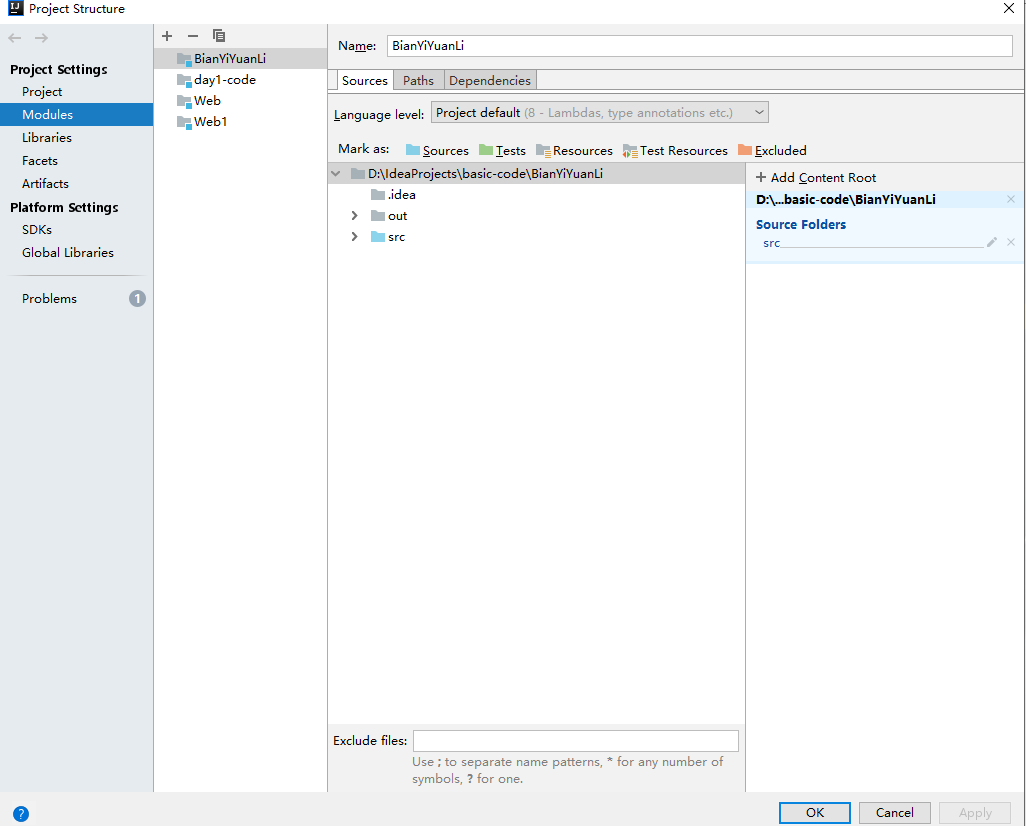 IJ Project Structure
Project Settings
Project
Modules
Libraries
Facets
Artifacts
Platform Settings
SDKs
Global Libraries
Problems 1
?
BianYiYuanLi
day1-code
Web
Web1
Name: BianYiYuanLi
Sources Paths Dependencies
Language level: Project default (8 - Lambdas, type annotations etc.)
Mark as: Sources Tests Resources Test Resources Excluded
D:\IdeaProjects\basic-code\BianYiYuanLi
.idea
out
src
+ Add Content Root
D:\...basic-code\BianYiYuanLi
Source Folders
src
Exclude files:
Use ; to separate name patterns, * for any number of
symbols, ? for one.
OK Cancel Apply